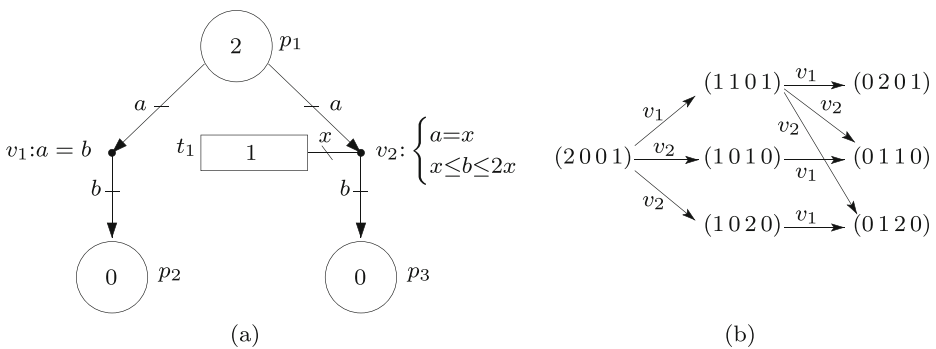 2 p₁
a a
v₁:a = b t₁ 1 x v₂: { a=x
x≤b≤2x
b b
0 p₂ 0 p₃
(a)
(1 1 0 1) v₁ (0 2 0 1)
v₁ v₂
v₂
(2 0 0 1) v₂ (1 0 1 0) v₁ (0 1 1 0)
v₂
(1 0 2 0) v₁ (0 1 2 0)
(b)